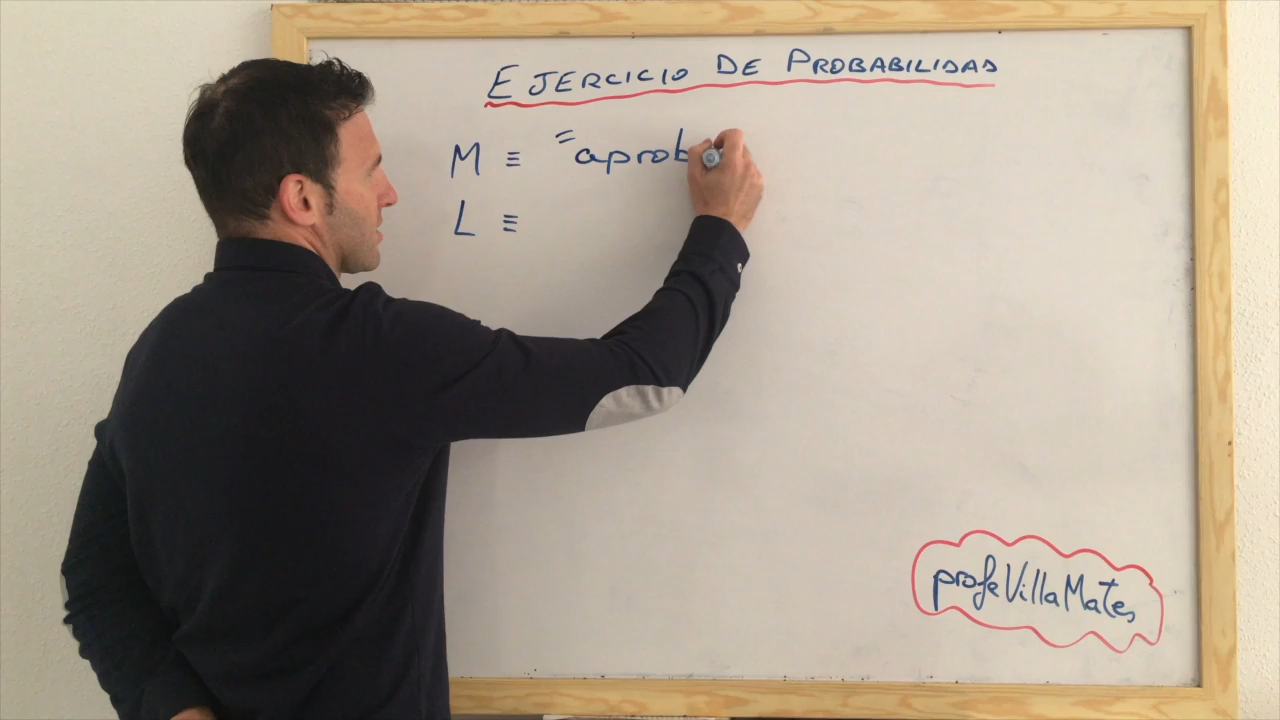 EJERCICIO DE PROBABILIDAD
M ≡ "aprob
L ≡
profeVillaMates